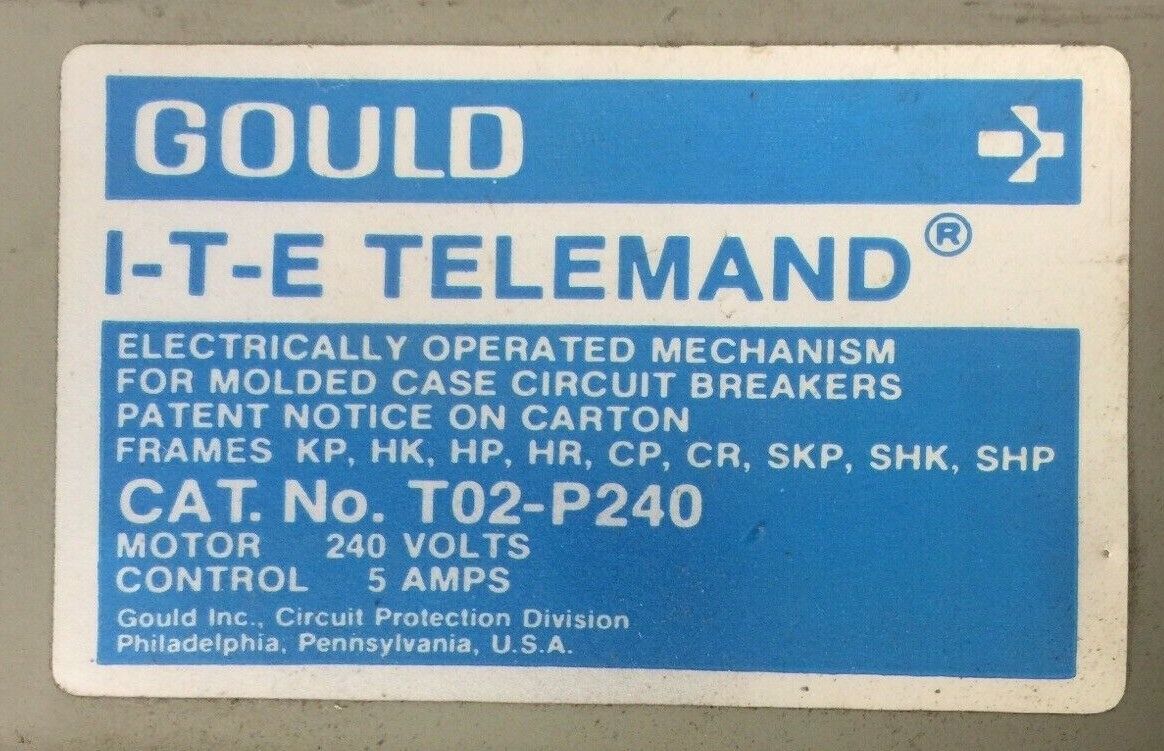 GOULD
I-T-E TELEMAND®
ELECTRICALLY OPERATED MECHANISM
FOR MOLDED CASE CIRCUIT BREAKERS
PATENT NOTICE ON CARTON
FRAMES KP, HK, HP, HR, CP, CR, SKP, SHK, SHP
CAT. No. T02-P240
MOTOR 240 VOLTS
CONTROL 5 AMPS
Gould Inc., Circuit Protection Division
Philadelphia, Pennsylvania, U.S.A.